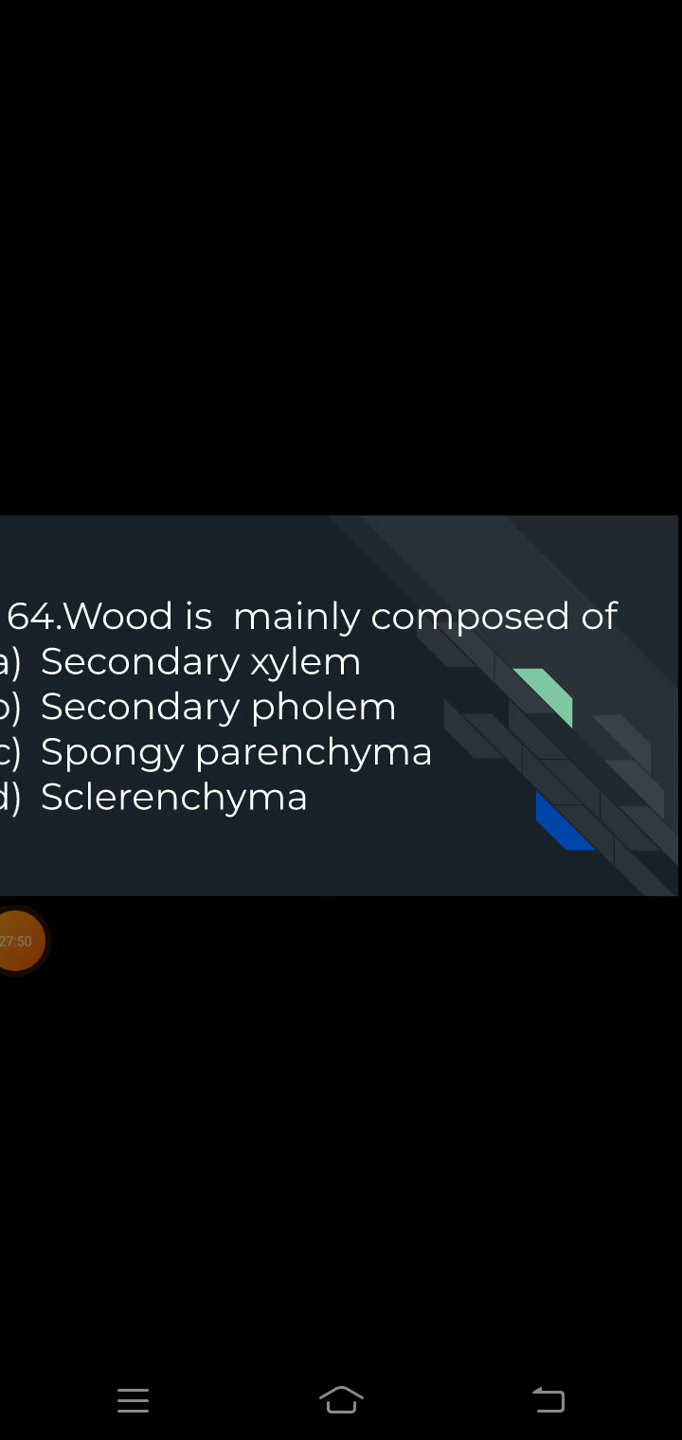 64.Wood is mainly composed of
a) Secondary xylem
b) Secondary pholem
c) Spongy parenchyma
d) Sclerenchyma
27:50